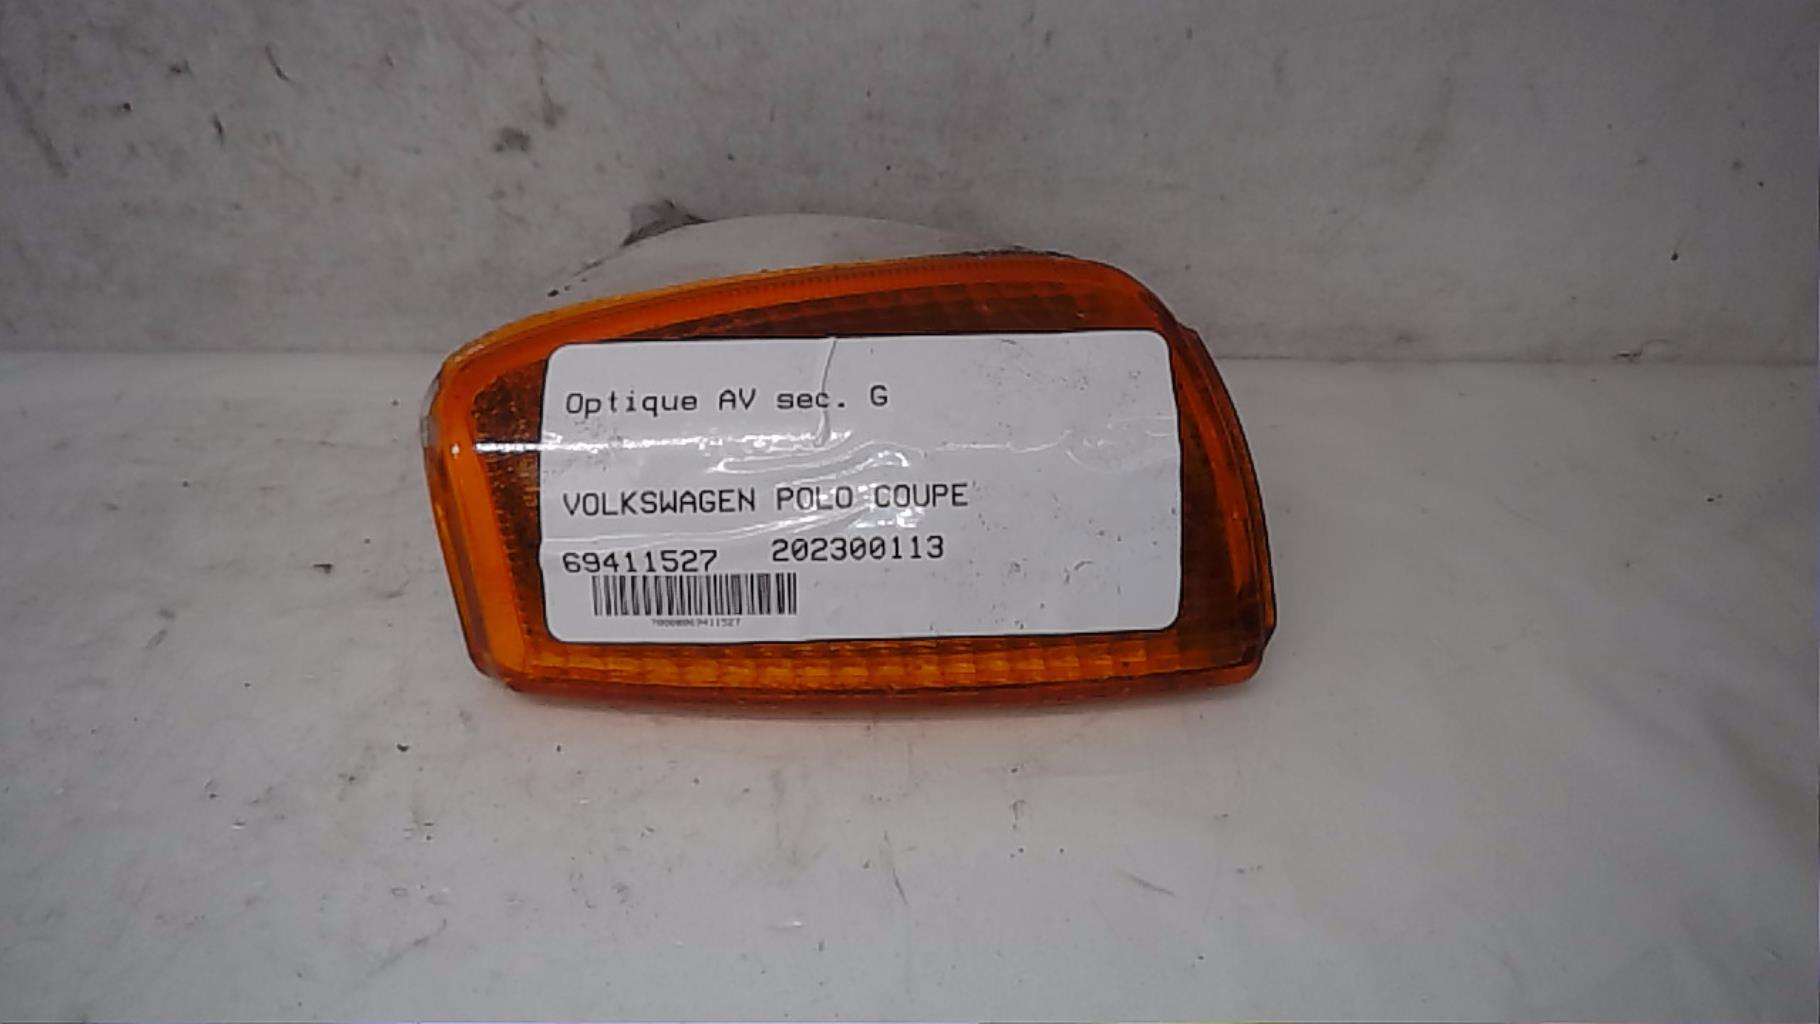 Optique AV sec. G
VOLKSWAGEN POLO COUPE
69411527 202300113